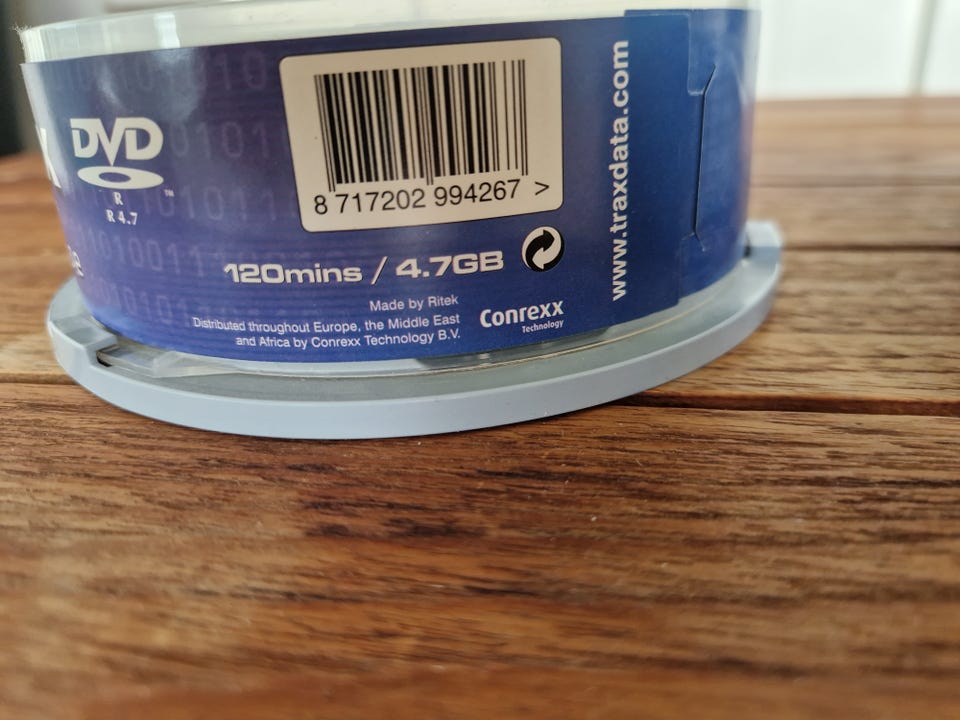 DVD
R
R 4.7
TM
8 717202 994267 >
120mins / 4.7GB
Made by Ritek
Distributed throughout Europe, the Middle East
and Africa by Conrexx Technology B.V.
Conrexx
Technology
www.traxdata.com